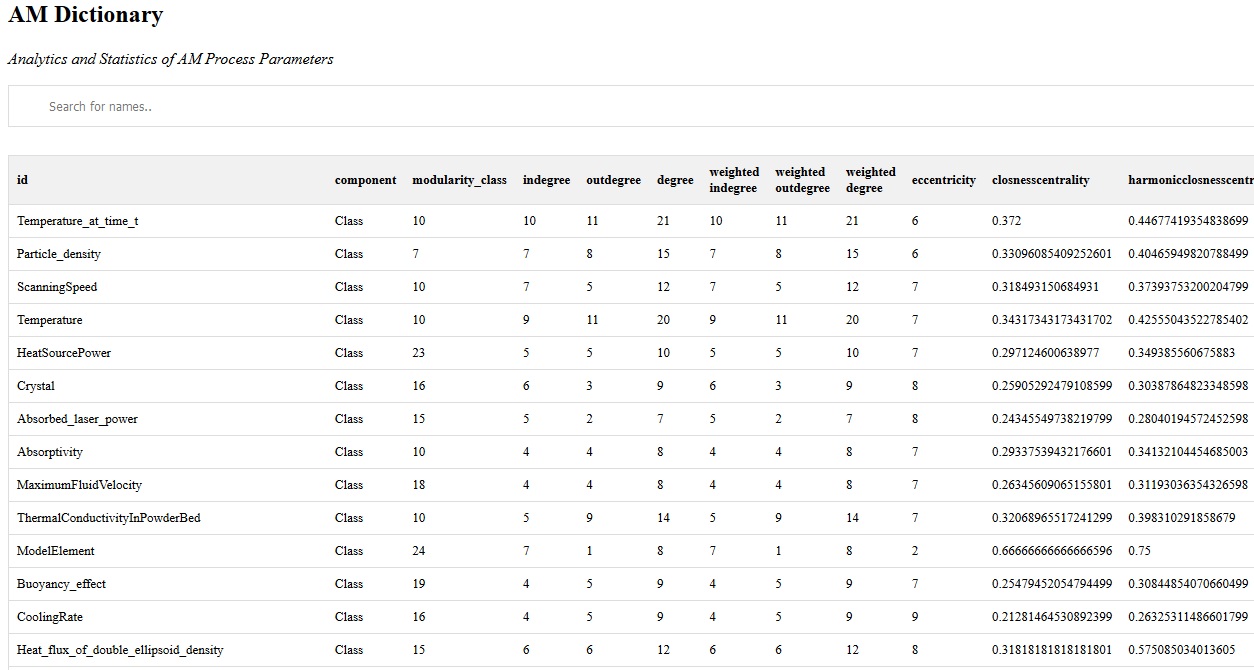 AM Dictionary
Analytics and Statistics of AM Process Parameters
Search for names..
id component modularity_class indegree outdegree degree weighted indegree weighted outdegree weighted degree eccentricity closnesscentrality harmonicclosnesscentr
Temperature_at_time_t Class 10 10 11 21 10 11 21 6 0.372 0.44677419354838699
Particle_density Class 7 7 8 15 7 8 15 6 0.33096085409252601 0.40465949820788499
ScanningSpeed Class 10 7 5 12 7 5 12 7 0.318493150684931 0.37393753200204799
Temperature Class 10 9 11 20 9 11 20 7 0.34317343173431702 0.42555043522785402
HeatSourcePower Class 23 5 5 10 5 5 10 7 0.297124600638977 0.349385560675883
Crystal Class 16 6 3 9 6 3 9 8 0.25905292479108599 0.30387864823348598
Absorbed_laser_power Class 15 5 2 7 5 2 7 8 0.24345549738219799 0.28040194572452598
Absorptivity Class 10 4 4 8 4 4 8 7 0.29337539432176601 0.34132104454685003
MaximumFluidVelocity Class 18 4 4 8 4 4 8 7 0.26345609065155801 0.31193036354326598
ThermalConductivityInPowderBed Class 10 5 9 14 5 9 14 7 0.32068965517241299 0.398310291858679
ModelElement Class 24 7 1 8 7 1 8 2 0.66666666666666596 0.75
Buoyancy_effect Class 19 4 5 9 4 5 9 7 0.25479452054794499 0.30844854070660499
CoolingRate Class 16 4 5 9 4 5 9 9 0.21281464530892399 0.26325311486601799
Heat_flux_of_double_ellipsoid_density Class 15 6 6 12 6 6 12 8 0.31818181818181801 0.575085034013605